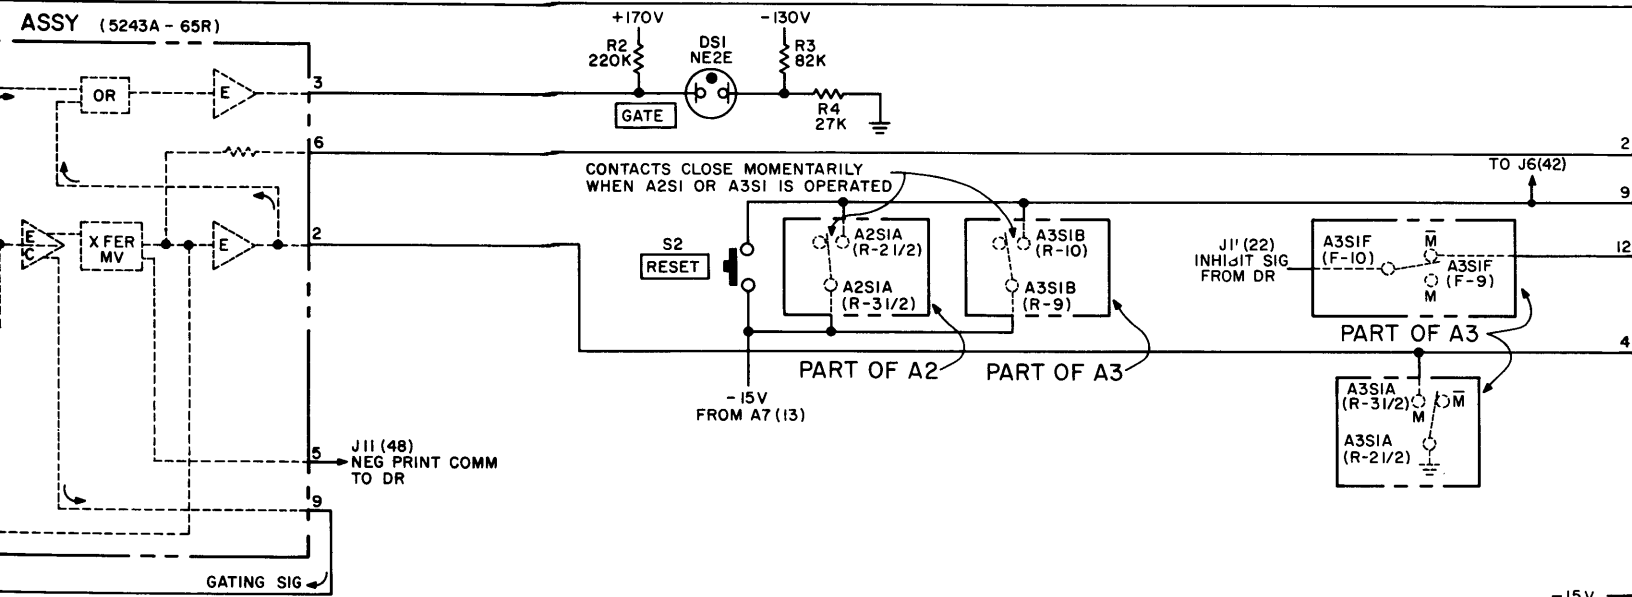 ASSY (5243A - 65R)
+170V
-130V
R2
220K
DS1
NE2E
R3
82K
R4
27K
GATE
OR
E
3
6
2
CONTACTS CLOSE MOMENTARILY
WHEN A2S1 OR A3S1 IS OPERATED
TO J6(42)
9
E
C
X FER
MV
E
2
S2
RESET
A2S1A
(R-2 1/2)
A2S1A
(R-3 1/2)
A3S1B
(R-10)
A3S1B
(R-9)
J1 (22)
INHIBIT SIG
FROM DR
A3S1F
(F-10)
M̅
A3S1F
(F-9)
M
12
PART OF A3
4
PART OF A2
PART OF A3
-15V
FROM A7 (13)
A3S1A
(R-3 1/2)
M
M̅
A3S1A
(R-2 1/2)
5
J11 (48)
NEG PRINT COMM
TO DR
9
GATING SIG
-15V